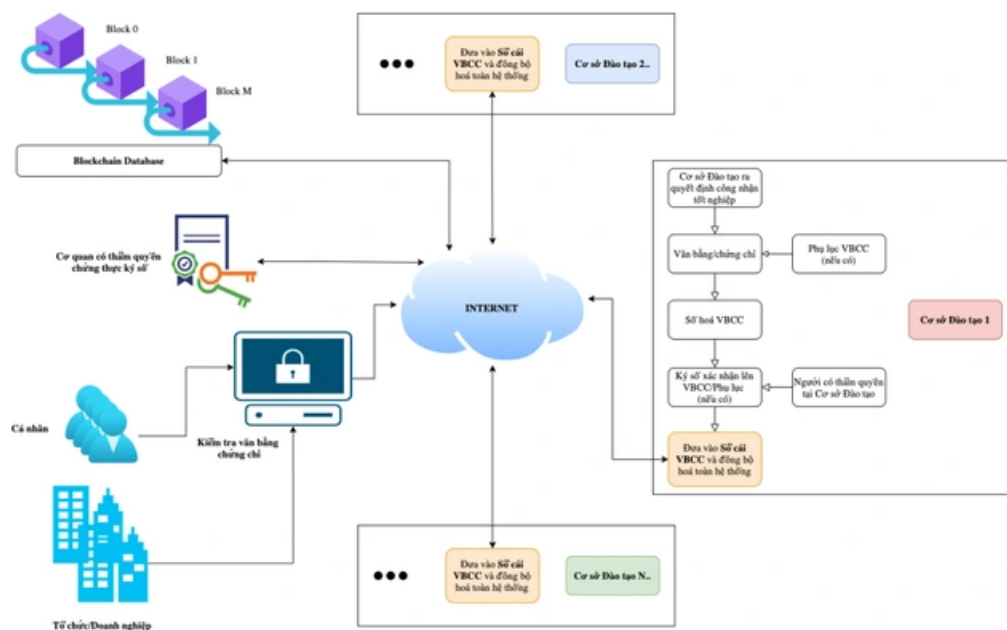 Block 0
Block 1
Block M
Blockchain Database
Đưa vào Sổ cái
VBCC và đồng bộ
hoá toàn hệ thống
Cơ sở Đào tạo 2..
Cơ sở Đào tạo ra
quyết định công nhận
tốt nghiệp
Văn bằng/chứng chỉ
Phụ lục VBCC
(nếu có)
Số hoá VBCC
Cơ sở Đào tạo 1
Ký số xác nhận lên
VBCC/Phụ lục
(nếu có)
Người có thẩm quyền
tại Cơ sở Đào tạo
Đưa vào Sổ cái
VBCC và đồng bộ
hoá toàn hệ thống
Cơ quan có thẩm quyền
chứng thực ký số
INTERNET
Cá nhân
Kiểm tra văn bằng
chứng chỉ
Tổ chức/Doanh nghiệp
Đưa vào Sổ cái
VBCC và đồng bộ
hoá toàn hệ thống
Cơ sở Đào tạo N..